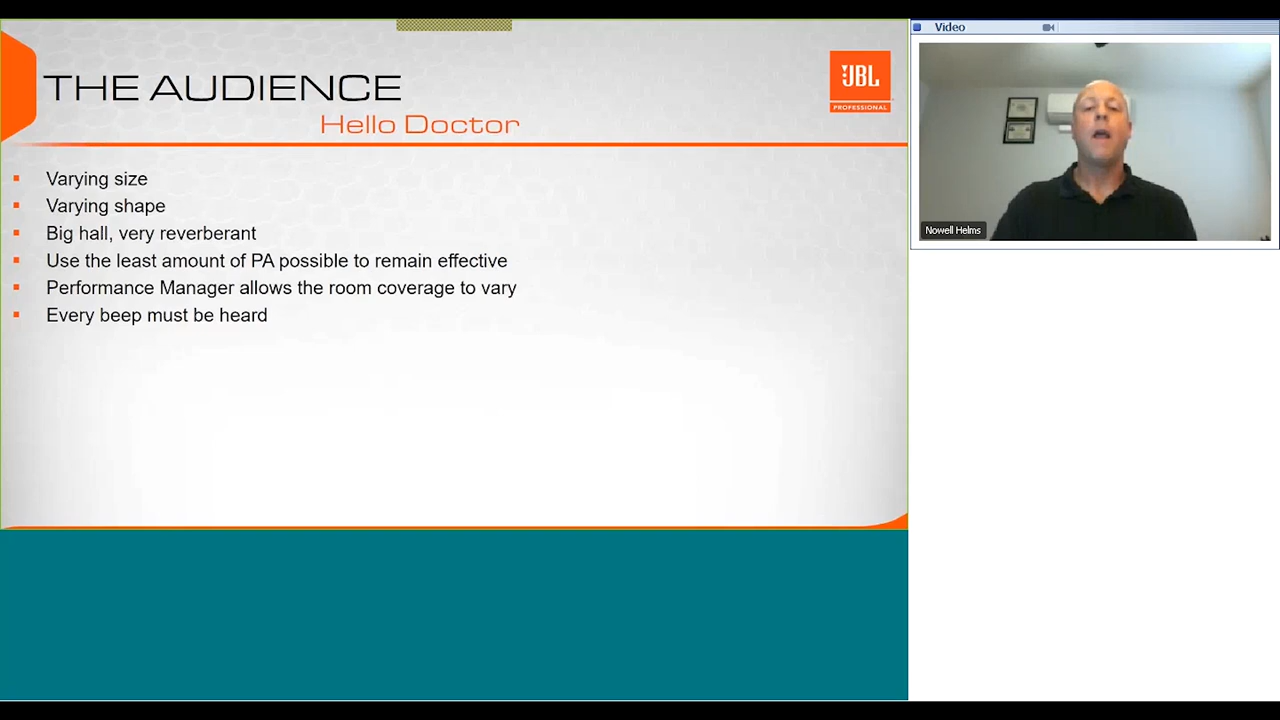 THE AUDIENCE
Hello Doctor
JBL
PROFESSIONAL
Varying size
Varying shape
Big hall, very reverberant
Use the least amount of PA possible to remain effective
Performance Manager allows the room coverage to vary
Every beep must be heard
Video
Nowell Helms